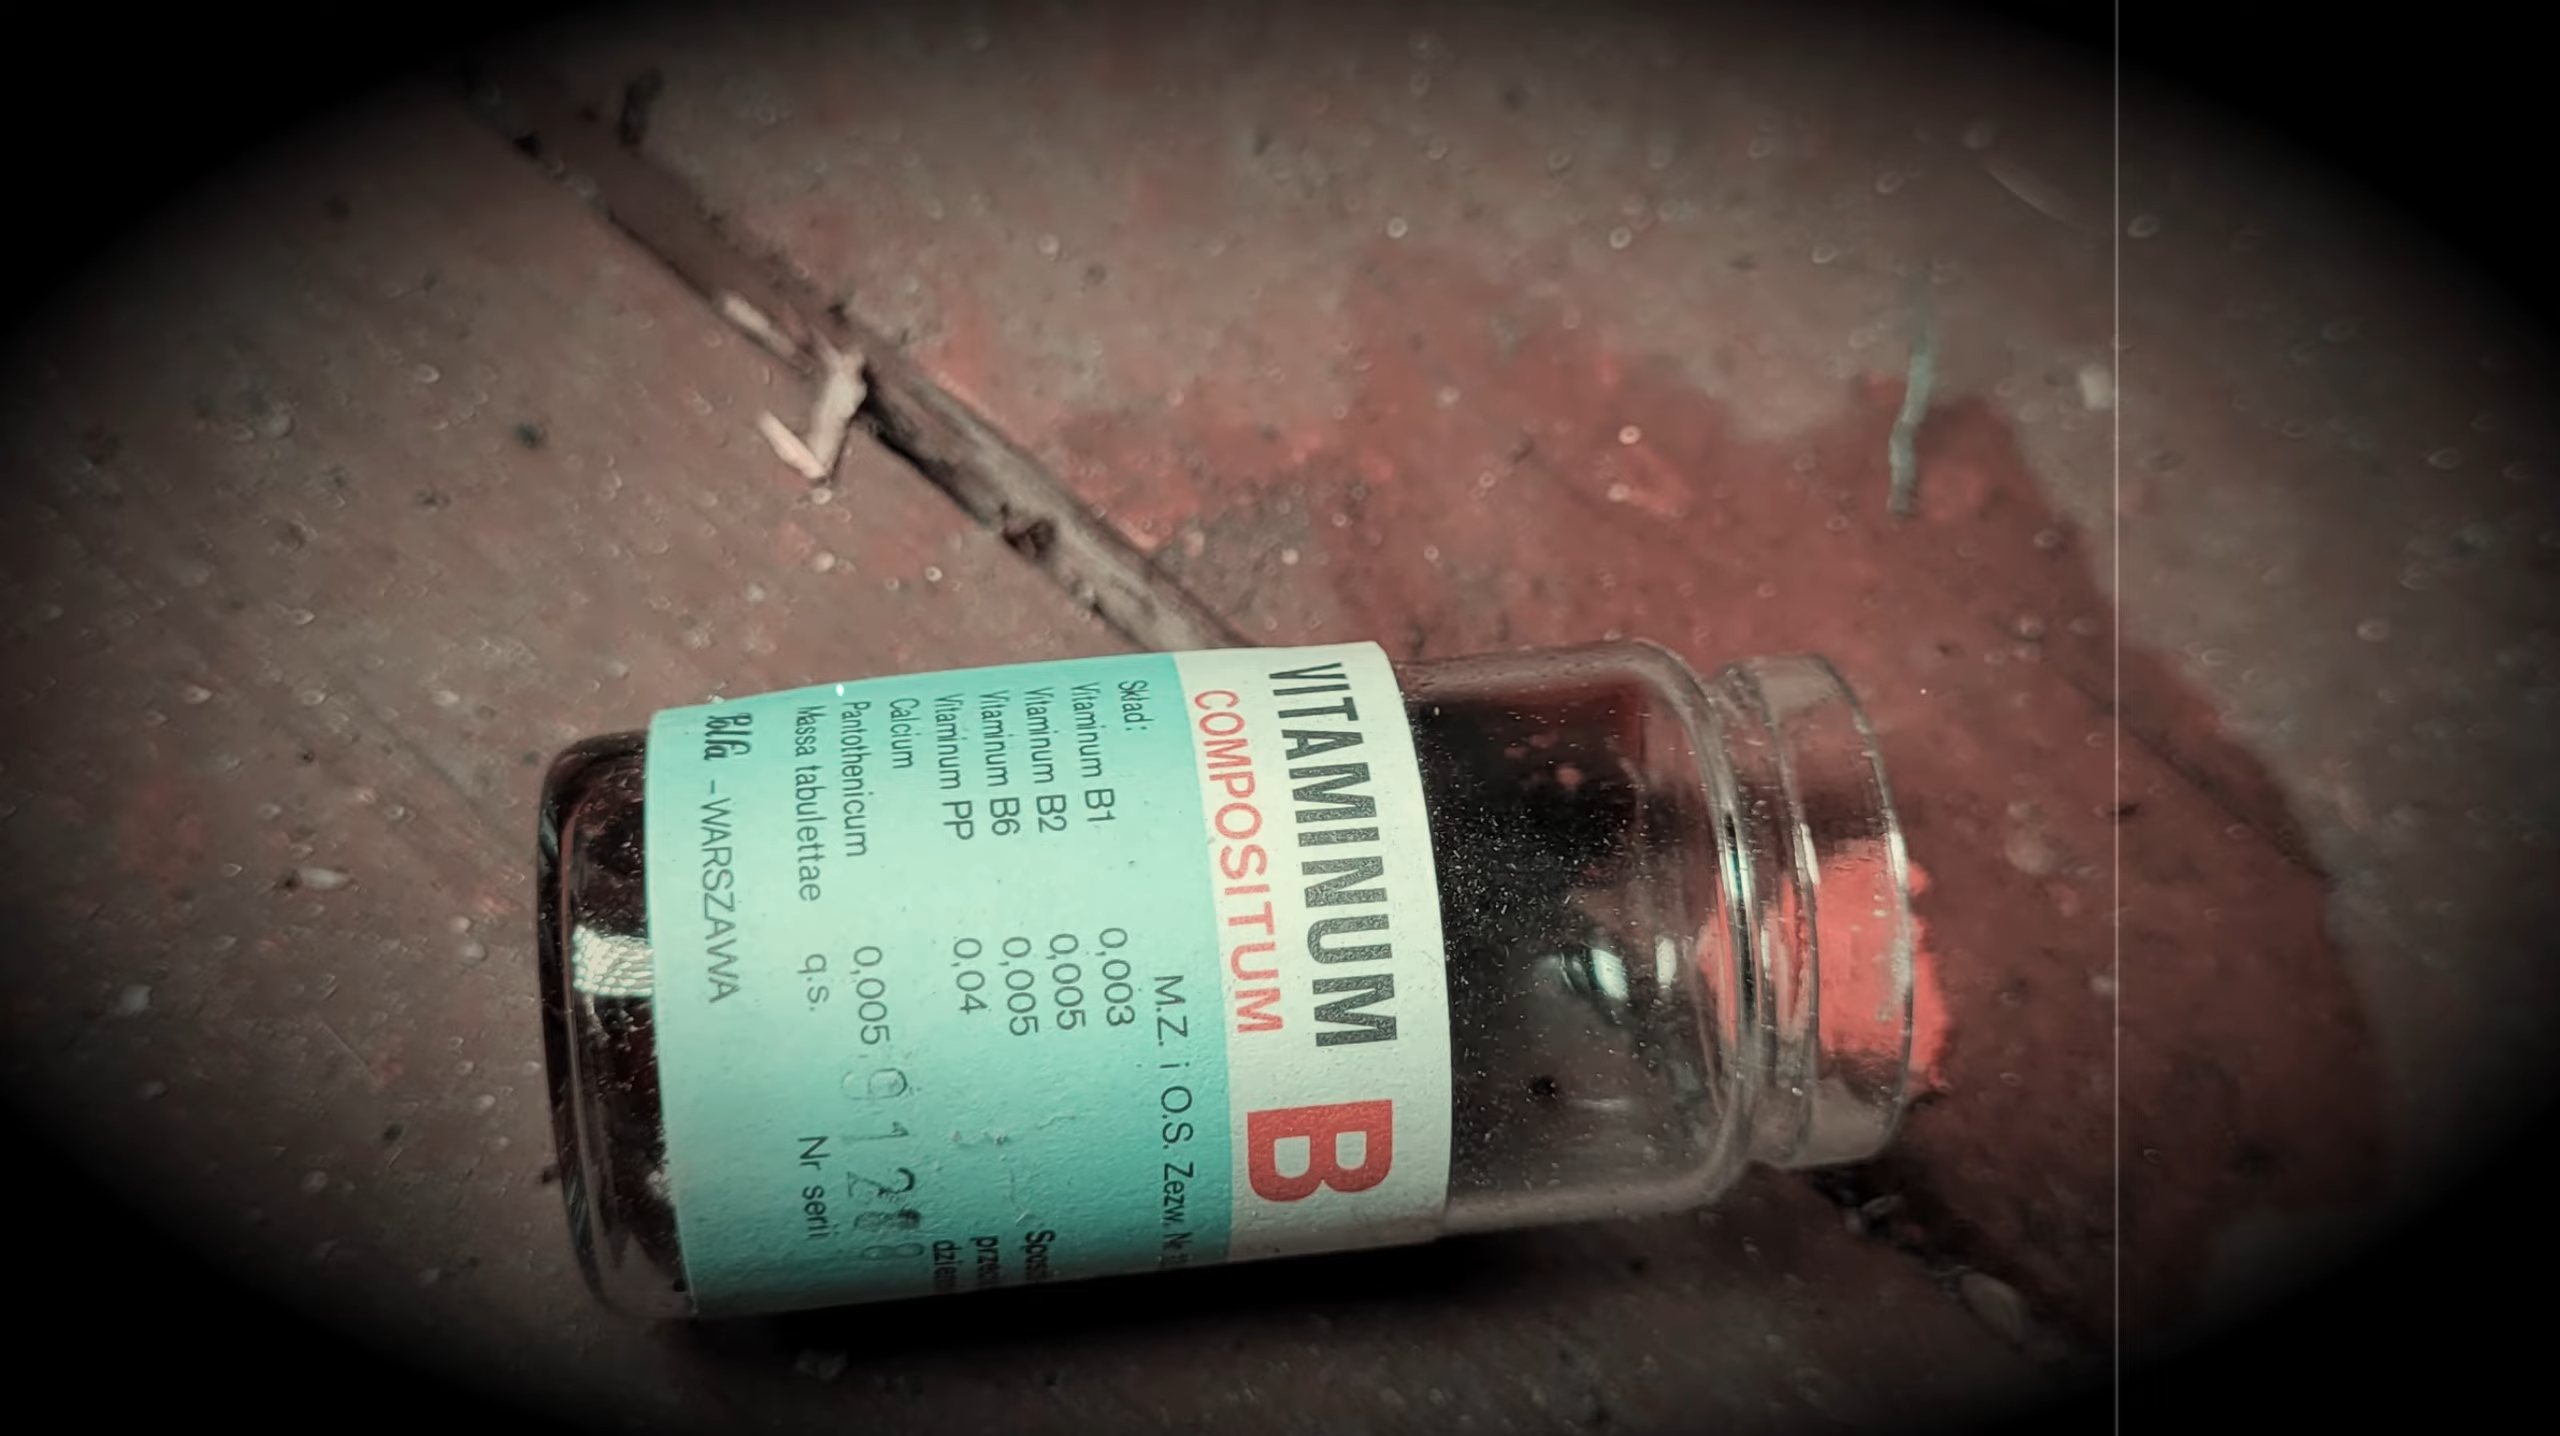 VITAMINUM B
COMPOSITUM
M.Z. i O.S. Zezw. Nr
Skład:
Vitaminum B1 0,003
Vitaminum B2 0,005
Vitaminum B6 0,005
Vitaminum PP 0,04
Calcium
Pantothenicum 0,005
Massa tabulettae q.s.
Nr serii
Polfa - WARSZAWA